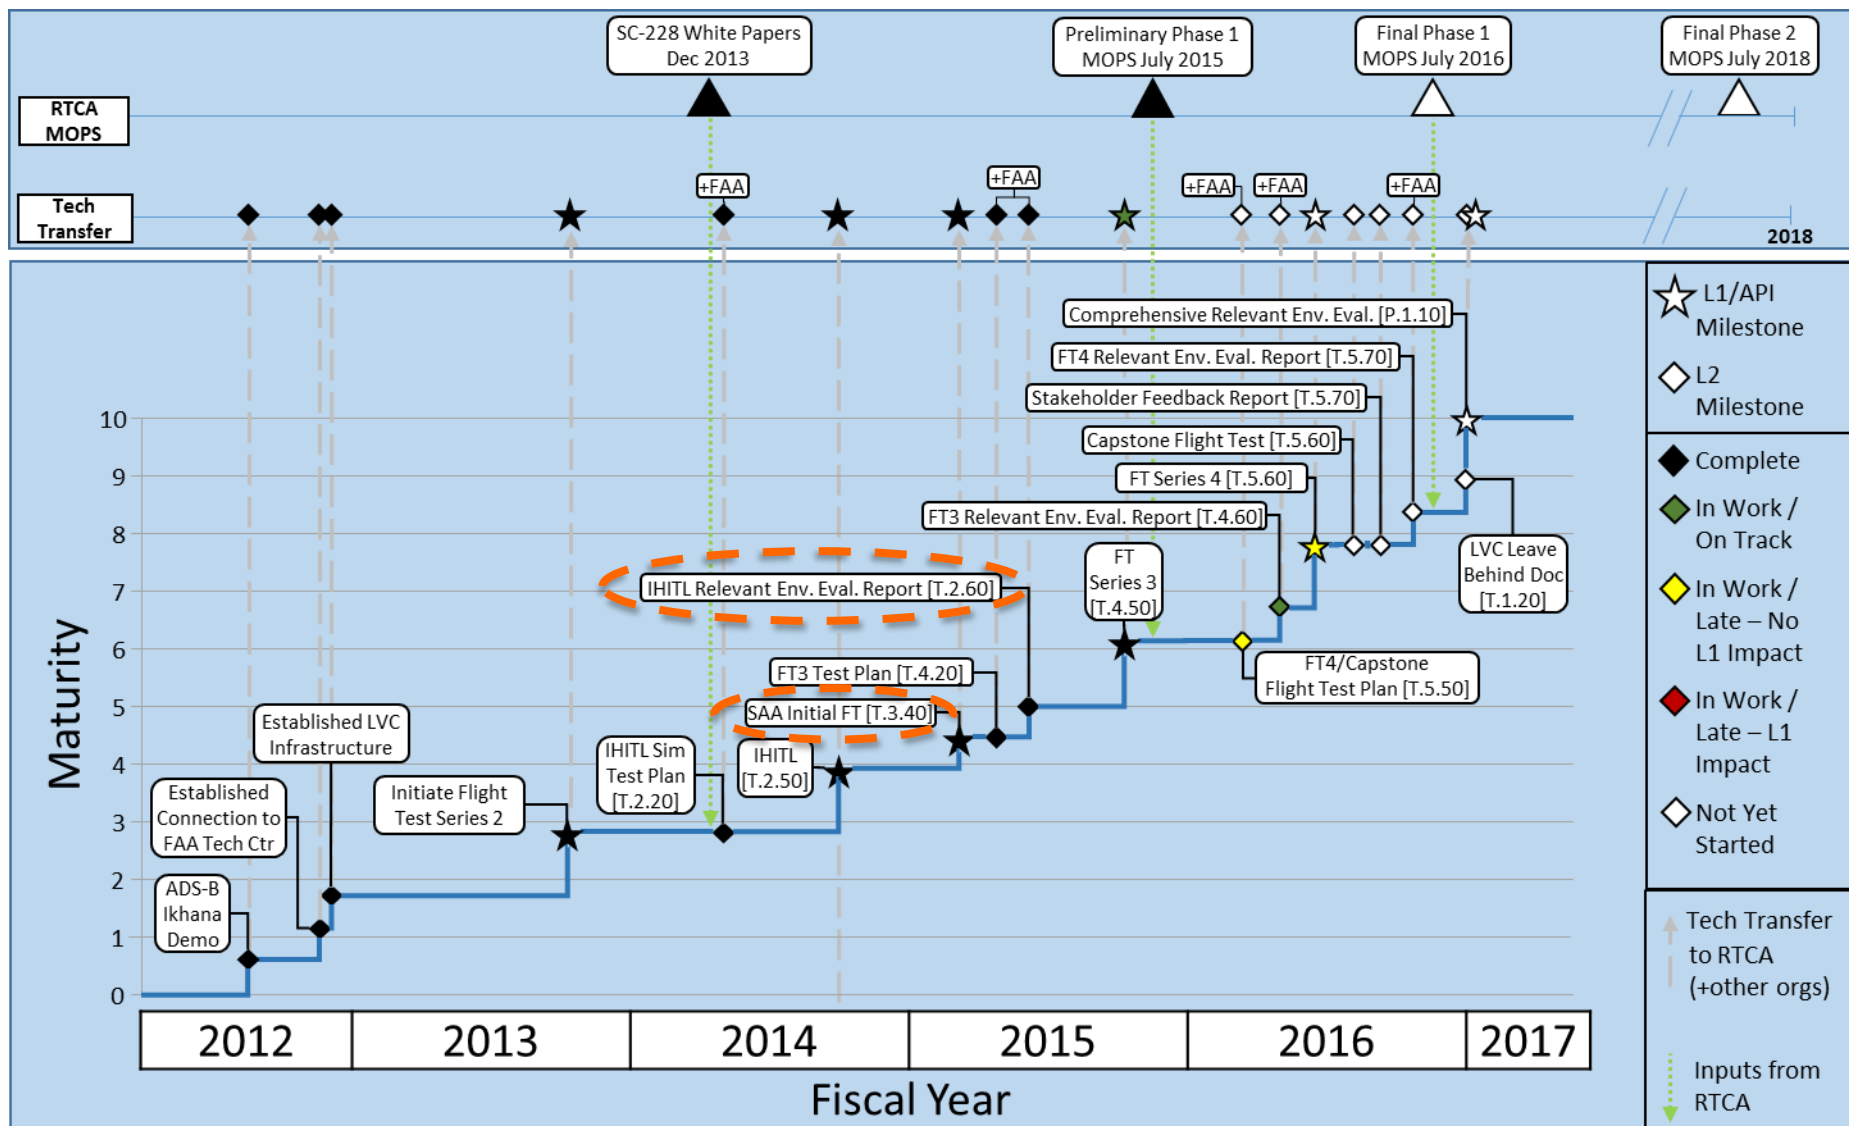 SC-228 White Papers
Dec 2013
Preliminary Phase 1
MOPS July 2015
Final Phase 1
MOPS July 2016
Final Phase 2
MOPS July 2018
RTCA
MOPS
+FAA
+FAA
+FAA
+FAA
+FAA
Tech
Transfer
2018
L1/API
Milestone
L2
Milestone
Complete
In Work /
On Track
In Work /
Late – No
L1 Impact
In Work /
Late – L1
Impact
Not Yet
Started
Tech Transfer
to RTCA
(+other orgs)
Inputs from
RTCA
Comprehensive Relevant Env. Eval. [P.1.10]
FT4 Relevant Env. Eval. Report [T.5.70]
Stakeholder Feedback Report [T.5.70]
Capstone Flight Test [T.5.60]
FT Series 4 [T.5.60]
FT3 Relevant Env. Eval. Report [T.4.60]
LVC Leave
Behind Doc
[T.1.20]
FT
Series 3
[T.4.50]
IHITL Relevant Env. Eval. Report [T.2.60]
FT4/Capstone
Flight Test Plan [T.5.50]
FT3 Test Plan [T.4.20]
SAA Initial FT [T.3.40]
Established LVC
Infrastructure
IHITL Sim
Test Plan
[T.2.20]
IHITL
[T.2.50]
Established
Connection to
FAA Tech Ctr
Initiate Flight
Test Series 2
ADS-B
Ikhana
Demo
Maturity
10
9
8
7
6
5
4
3
2
1
0
2012
2013
2014
2015
2016
2017
Fiscal Year